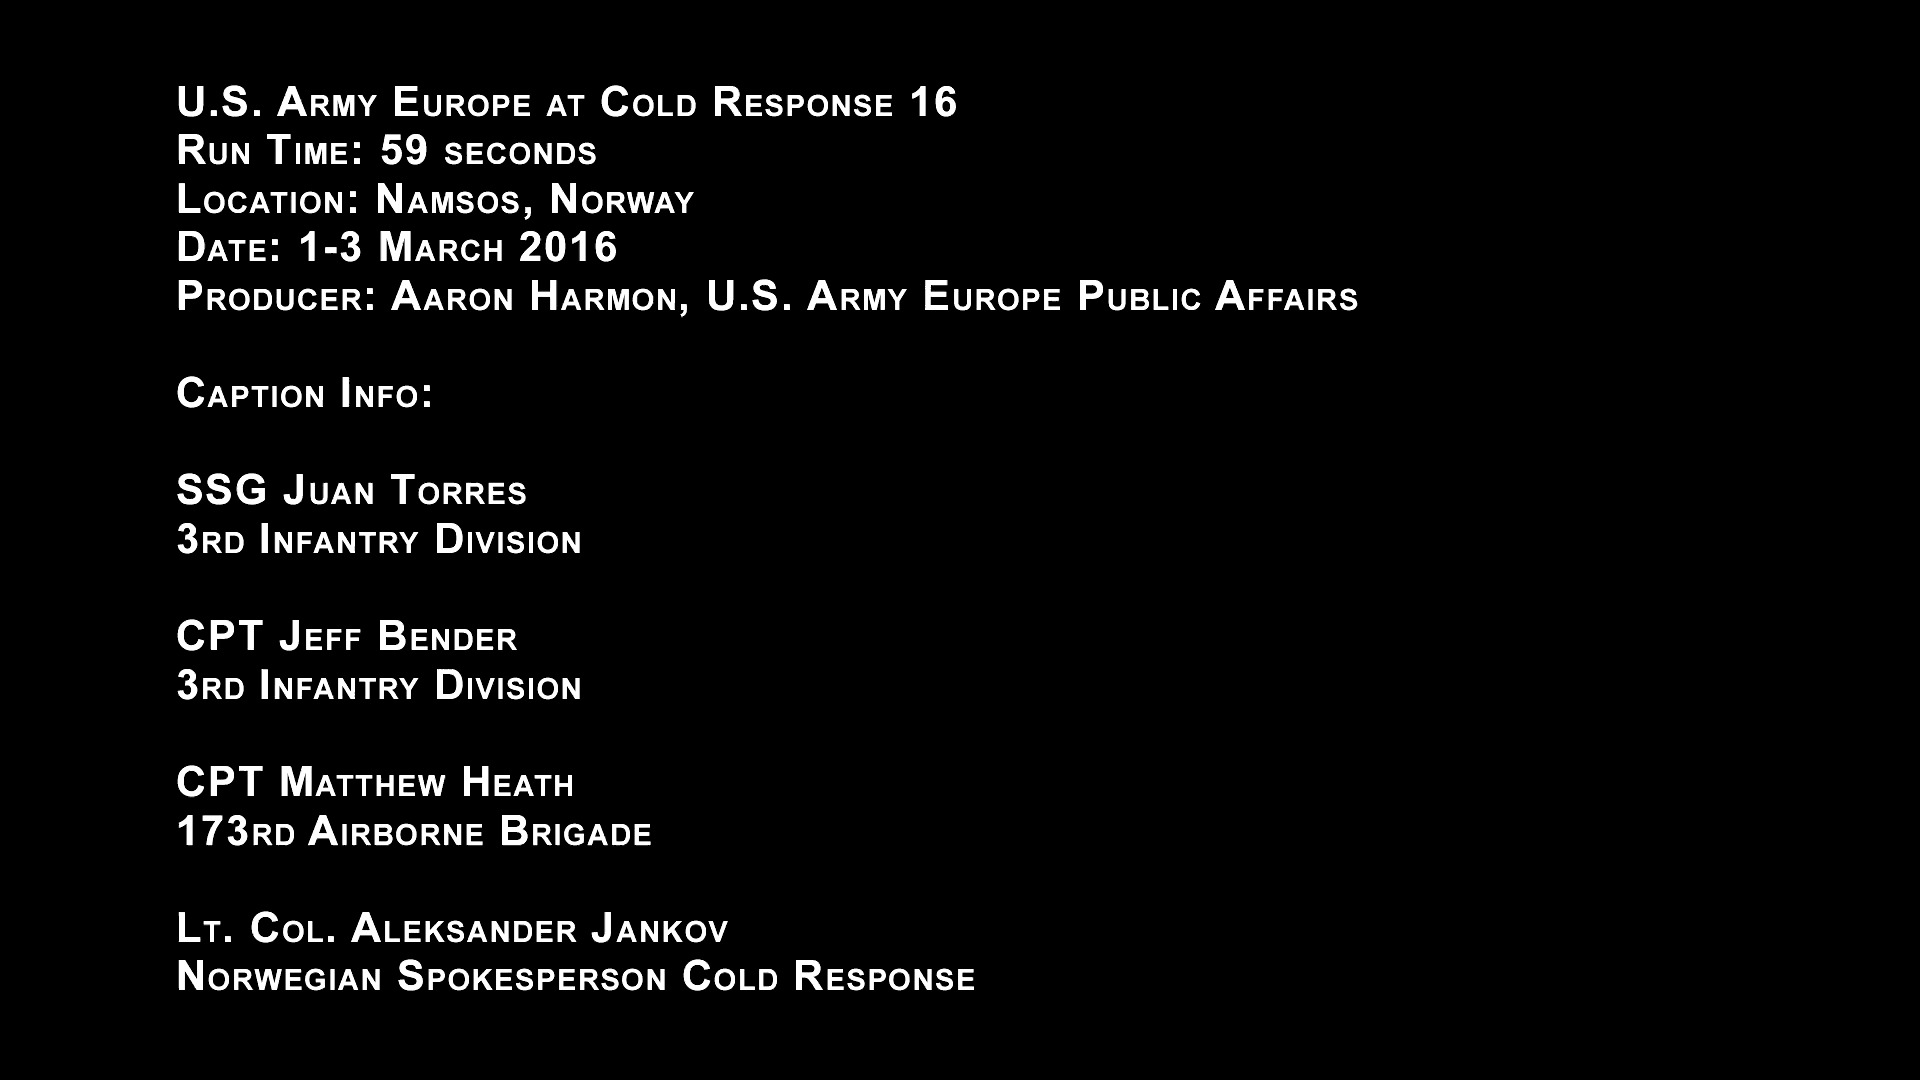 U.S. Army Europe at Cold Response 16
Run Time: 59 seconds
Location: Namsos, Norway
Date: 1-3 March 2016
Producer: Aaron Harmon, U.S. Army Europe Public Affairs
Caption Info:
SSG Juan Torres
3rd Infantry Division
CPT Jeff Bender
3rd Infantry Division
CPT Matthew Heath
173rd Airborne Brigade
Lt. Col. Aleksander Jankov
Norwegian Spokesperson Cold Response